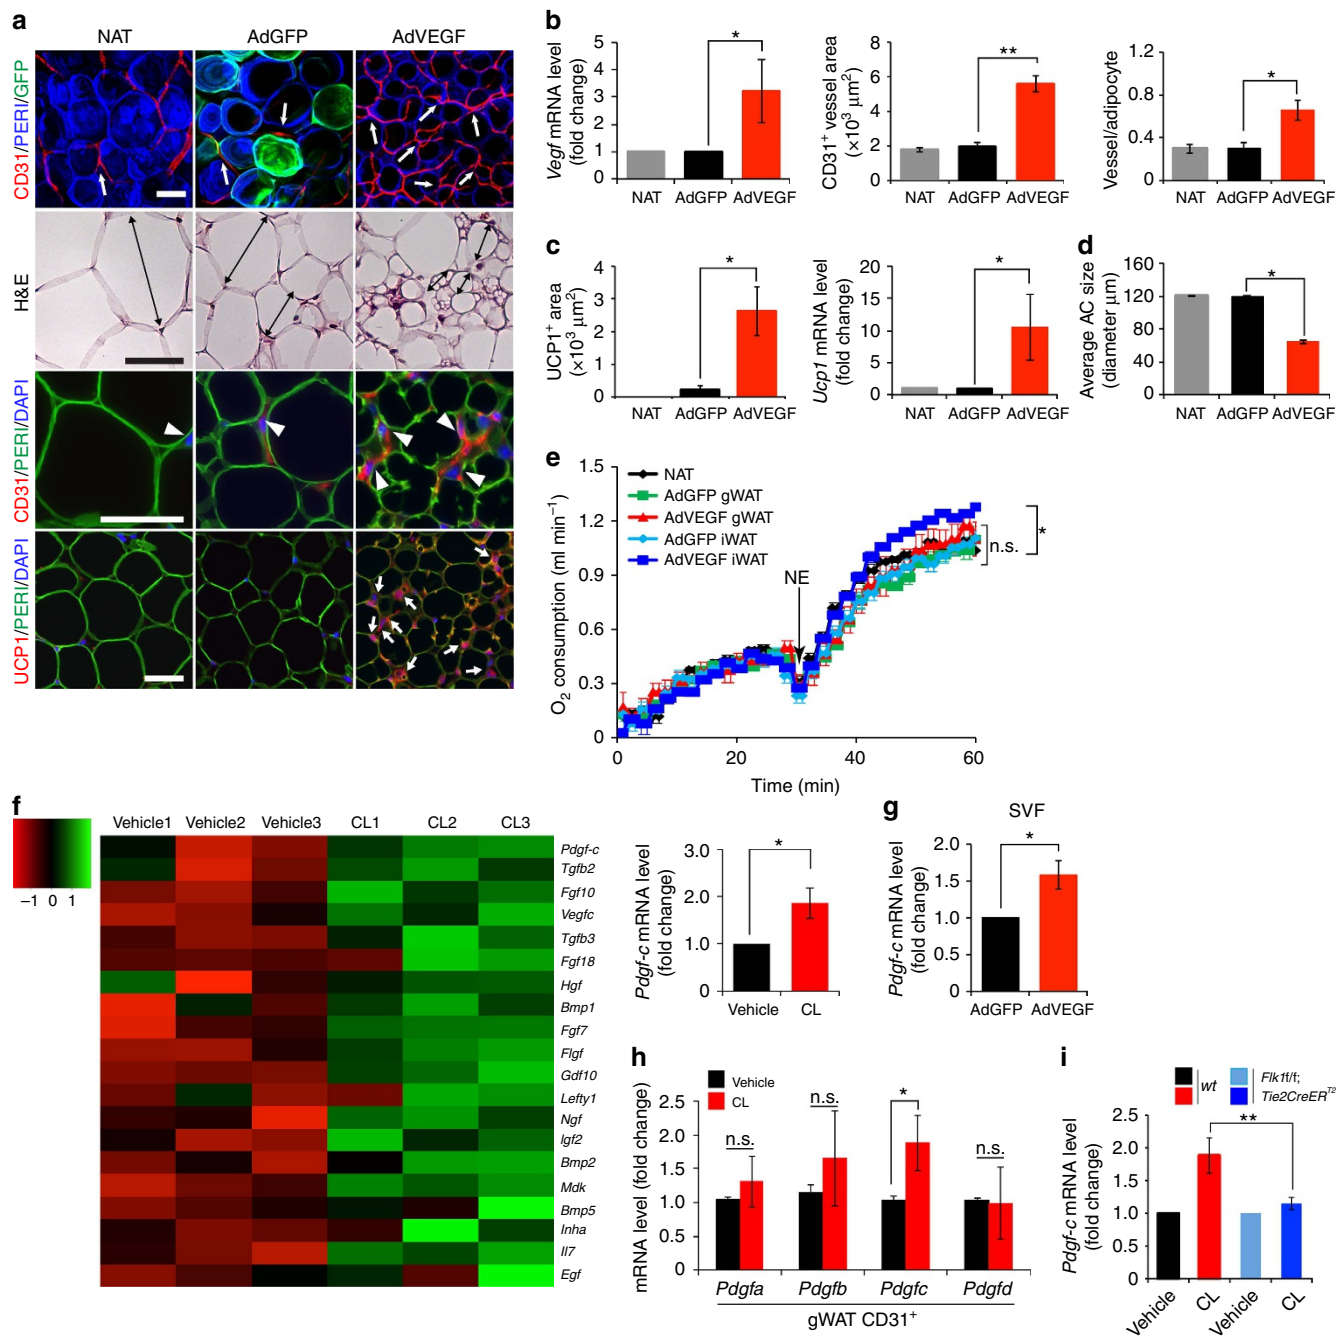 a
NAT AdGFP AdVEGF
CD31/PERI/GFP
H&E
CD31/PERI/DAPI
UCP1/PERI/DAPI
b
Vegf mRNA level
(fold change)
5
4
3
2
1
0
*
NAT AdGFP AdVEGF
CD31+ vessel area
(×10³ μm²)
8
6
4
2
0
**
NAT AdGFP AdVEGF
Vessel/adipocyte
1.2
0.8
0.4
0
*
NAT AdGFP AdVEGF
c
UCP1+ area
(×10³ μm²)
4
3
2
1
0
*
NAT AdGFP AdVEGF
Ucp1 mRNA level
(fold change)
20
15
10
5
0
*
NAT AdGFP AdVEGF
d
Average AC size
(diameter μm)
160
120
80
40
0
*
NAT AdGFP AdVEGF
e
O2 consumption (ml min−1)
1.5
1.2
0.9
0.6
0.3
0
NAT
AdGFP gWAT
AdVEGF gWAT
AdGFP iWAT
AdVEGF iWAT
NE
n.s.
*
0 20 40 60
Time (min)
f
−1 0 1
Vehicle1 Vehicle2 Vehicle3 CL1 CL2 CL3
Pdgf-c
Tgfb2
Fgf10
Vegfc
Tgfb3
Fgf18
Hgf
Bmp1
Fgf7
Flgf
Gdf10
Lefty1
Ngf
Igf2
Bmp2
Mdk
Bmp5
Inha
Il7
Egf
Pdgf-c mRNA level
(fold change)
3.0
2.0
1.0
0
*
Vehicle CL
g
SVF
Pdgf-c mRNA level
(fold change)
2.0
1.5
1.0
0.5
0
*
AdGFP AdVEGF
h
Vehicle
CL
mRNA level (fold change)
2.5
2.0
1.5
1.0
0.5
0
n.s.
n.s.
*
n.s.
Pdgfa Pdgfb Pdgfc Pdgfd
gWAT CD31+
i
wt
Flk1f/f;
Tie2CreERT2
Pdgf-c mRNA level
(fold change)
2.5
2.0
1.5
1.0
0.5
0
**
Vehicle CL Vehicle CL